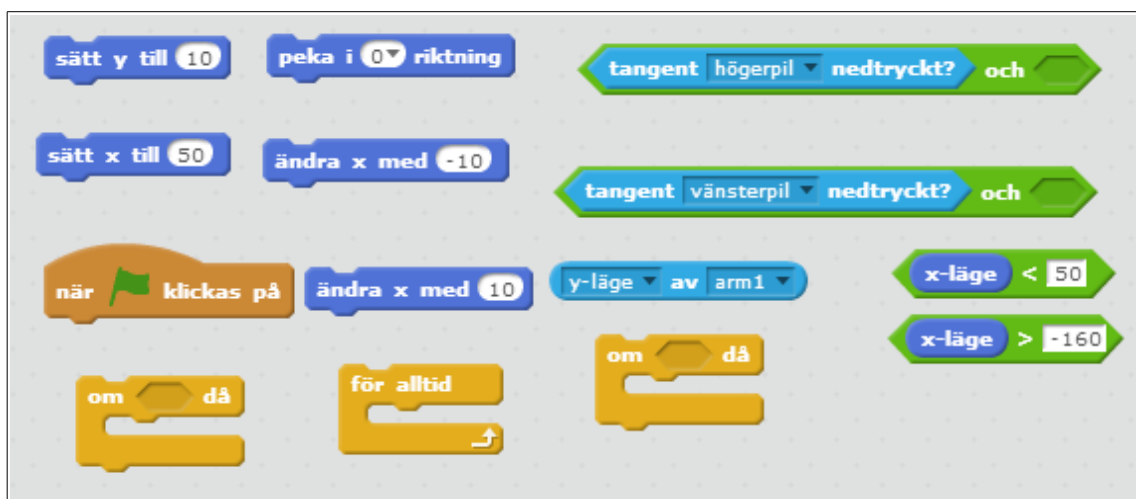 sätt y till 10
peka i 0 riktning
tangent högerpil nedtryckt? och
sätt x till 50
ändra x med -10
tangent vänsterpil nedtryckt? och
när klickas på
ändra x med 10
y-läge av arm1
x-läge < 50
x-läge > -160
om då
för alltid
om då